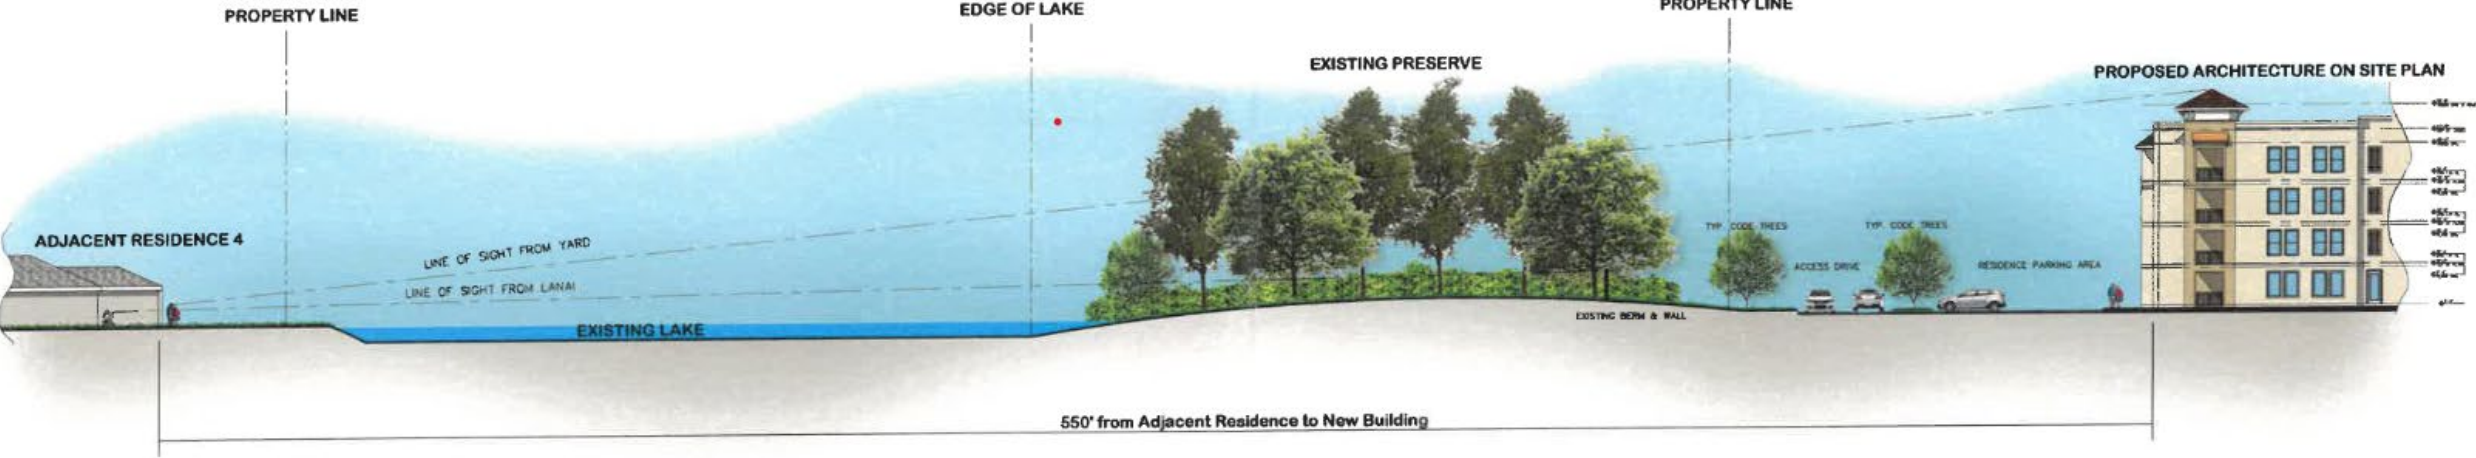 PROPERTY LINE
EDGE OF LAKE
PROPERTY LINE
EXISTING PRESERVE
PROPOSED ARCHITECTURE ON SITE PLAN
ADJACENT RESIDENCE 4
LINE OF SIGHT FROM YARD
LINE OF SIGHT FROM LANAI
TYP. CODE TREES
TYP. CODE TREES
ACCESS DRIVE
RESIDENCE PARKING AREA
EXISTING LAKE
EXISTING BERM & WALL
550' from Adjacent Residence to New Building